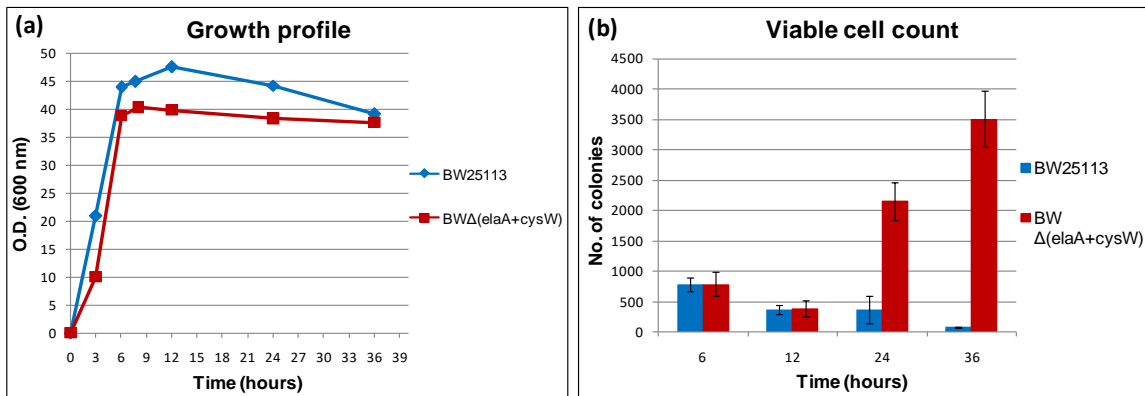 (a)
Growth profile
50
45
40
35
30
25
20
15
10
5
0
O.D. (600 nm)
0 3 6 9 12 15 18 21 24 27 30 33 36 39
Time (hours)
BW25113
BWΔ(elaA+cysW)
(b)
Viable cell count
4500
4000
3500
3000
2500
2000
1500
1000
500
0
No. of colonies
6 12 24 36
Time (hours)
BW25113
BW
Δ(elaA+cysW)